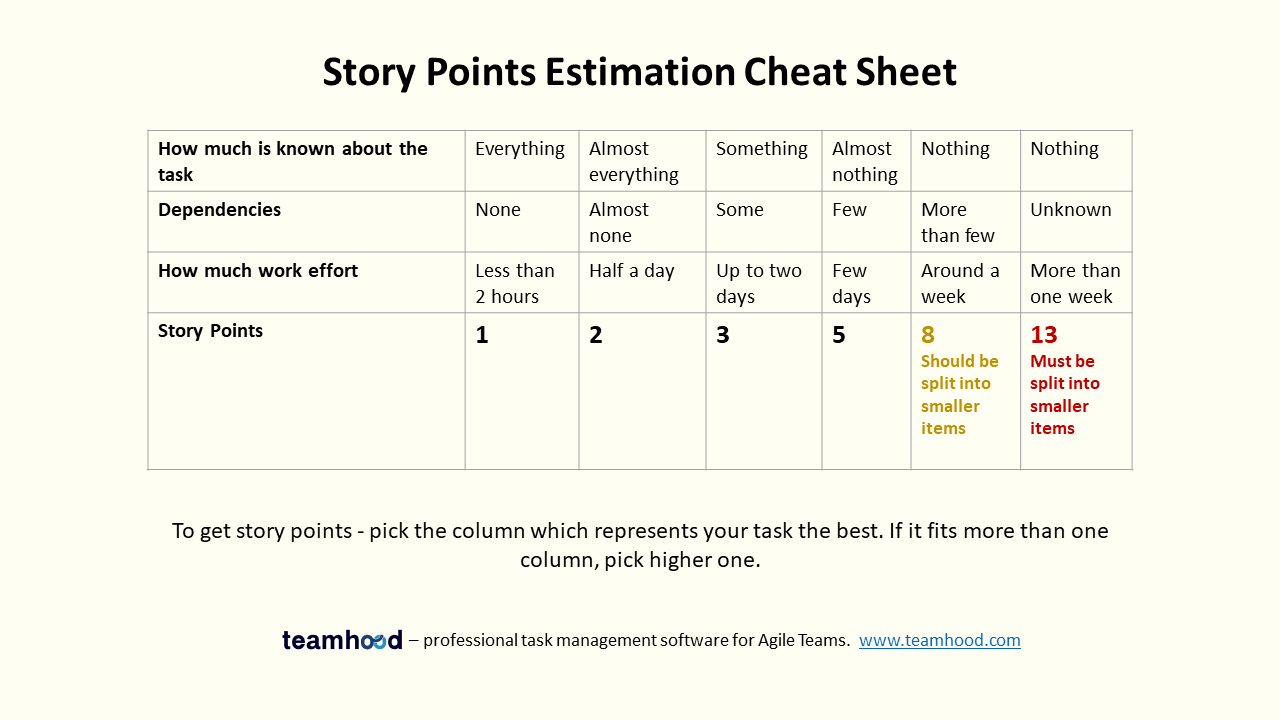 Story Points Estimation Cheat Sheet
How much is known about the
task
Everything
Almost
everything
Something
Almost
nothing
Nothing
Nothing
Dependencies
None
Almost
none
Some
Few
More
than few
Unknown
How much work effort
Less than
2 hours
Half a day
Up to two
days
Few
days
Around a
week
More than
one week
Story Points
1
2
3
5
8
Should be
split into
smaller
items
13
Must be
split into
smaller
items
To get story points - pick the column which represents your task the best. If it fits more than one
column, pick higher one.
teamhood – professional task management software for Agile Teams. www.teamhood.com